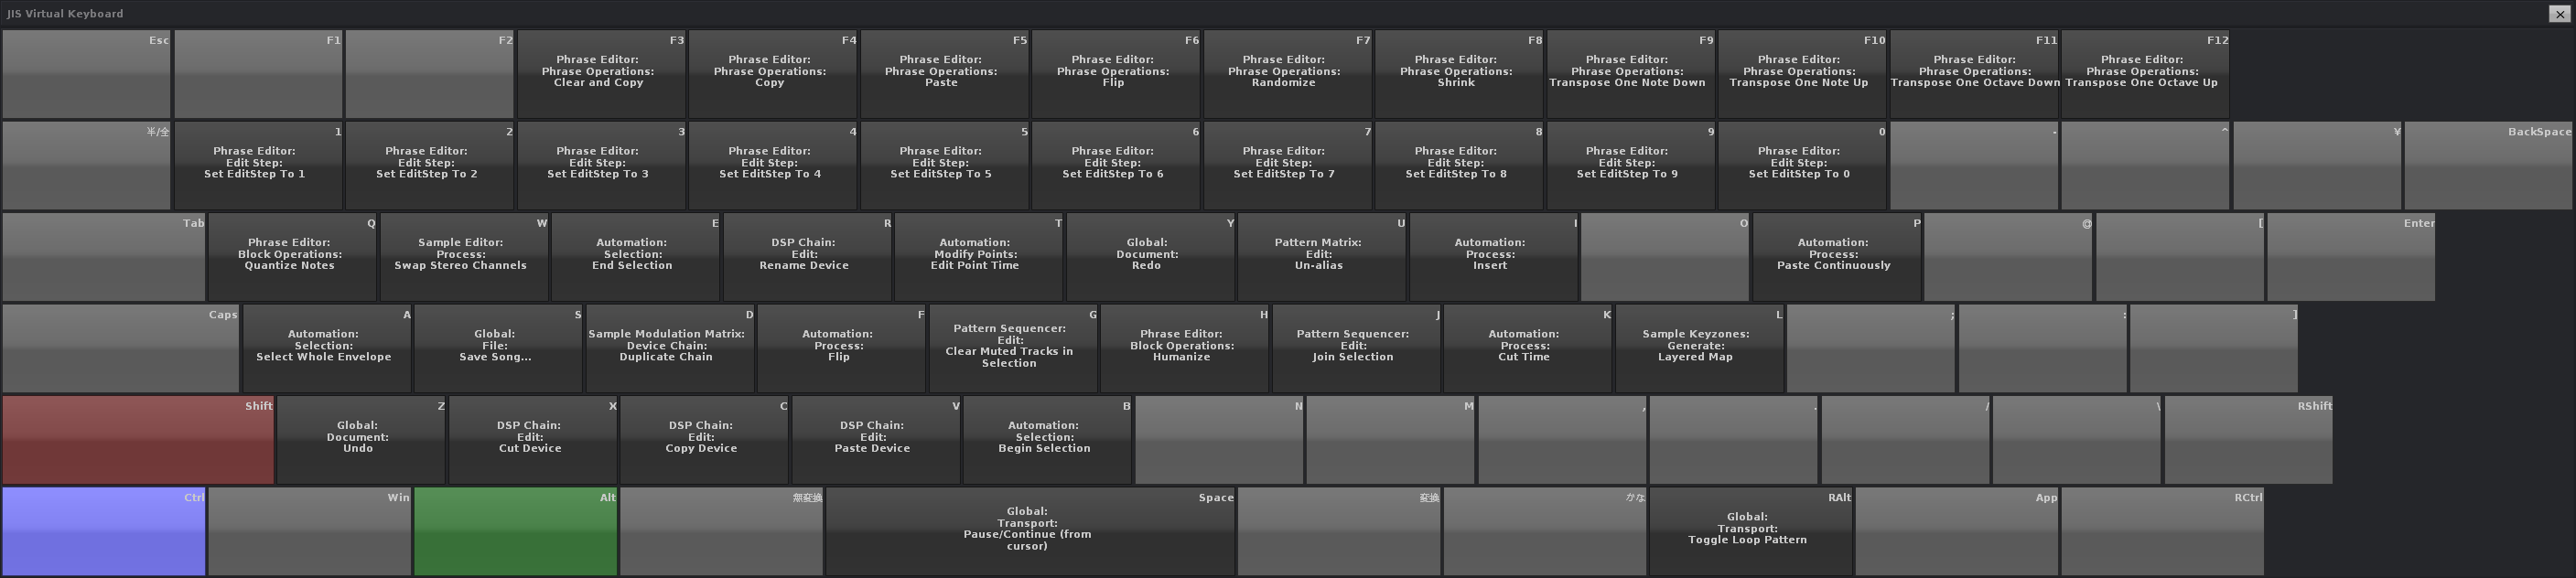 JIS Virtual Keyboard
Esc
F1
F2
F3
Phrase Editor:
Phrase Operations:
Clear and Copy
F4
Phrase Editor:
Phrase Operations:
Copy
F5
Phrase Editor:
Phrase Operations:
Paste
F6
Phrase Editor:
Phrase Operations:
Flip
F7
Phrase Editor:
Phrase Operations:
Randomize
F8
Phrase Editor:
Phrase Operations:
Shrink
F9
Phrase Editor:
Phrase Operations:
Transpose One Note Down
F10
Phrase Editor:
Phrase Operations:
Transpose One Note Up
F11
Phrase Editor:
Phrase Operations:
Transpose One Octave Down
F12
Phrase Editor:
Phrase Operations:
Transpose One Octave Up
半/全
1
Phrase Editor:
Edit Step:
Set EditStep To 1
2
Phrase Editor:
Edit Step:
Set EditStep To 2
3
Phrase Editor:
Edit Step:
Set EditStep To 3
4
Phrase Editor:
Edit Step:
Set EditStep To 4
5
Phrase Editor:
Edit Step:
Set EditStep To 5
6
Phrase Editor:
Edit Step:
Set EditStep To 6
7
Phrase Editor:
Edit Step:
Set EditStep To 7
8
Phrase Editor:
Edit Step:
Set EditStep To 8
9
Phrase Editor:
Edit Step:
Set EditStep To 9
0
Phrase Editor:
Edit Step:
Set EditStep To 0
-
^
¥
BackSpace
Tab
Q
Phrase Editor:
Block Operations:
Quantize Notes
W
Sample Editor:
Process:
Swap Stereo Channels
E
Automation:
Selection:
End Selection
R
DSP Chain:
Edit:
Rename Device
T
Automation:
Modify Points:
Edit Point Time
Y
Global:
Document:
Redo
U
Pattern Matrix:
Edit:
Un-alias
I
Automation:
Process:
Insert
O
P
Automation:
Process:
Paste Continuously
@
[
Enter
Caps
A
Automation:
Selection:
Select Whole Envelope
S
Global:
File:
Save Song...
D
Sample Modulation Matrix:
Device Chain:
Duplicate Chain
F
Automation:
Process:
Flip
G
Pattern Sequencer:
Edit:
Clear Muted Tracks in
Selection
H
Phrase Editor:
Block Operations:
Humanize
J
Pattern Sequencer:
Edit:
Join Selection
K
Automation:
Process:
Cut Time
L
Sample Keyzones:
Generate:
Layered Map
;
:
]
Shift
Z
Global:
Document:
Undo
X
DSP Chain:
Edit:
Cut Device
C
DSP Chain:
Edit:
Copy Device
V
DSP Chain:
Edit:
Paste Device
B
Automation:
Selection:
Begin Selection
N
M
,
.
/
\
RShift
Ctrl
Win
Alt
無変換
Space
Global:
Transport:
Pause/Continue (from
cursor)
変換
かな
RAlt
Global:
Transport:
Toggle Loop Pattern
App
RCtrl